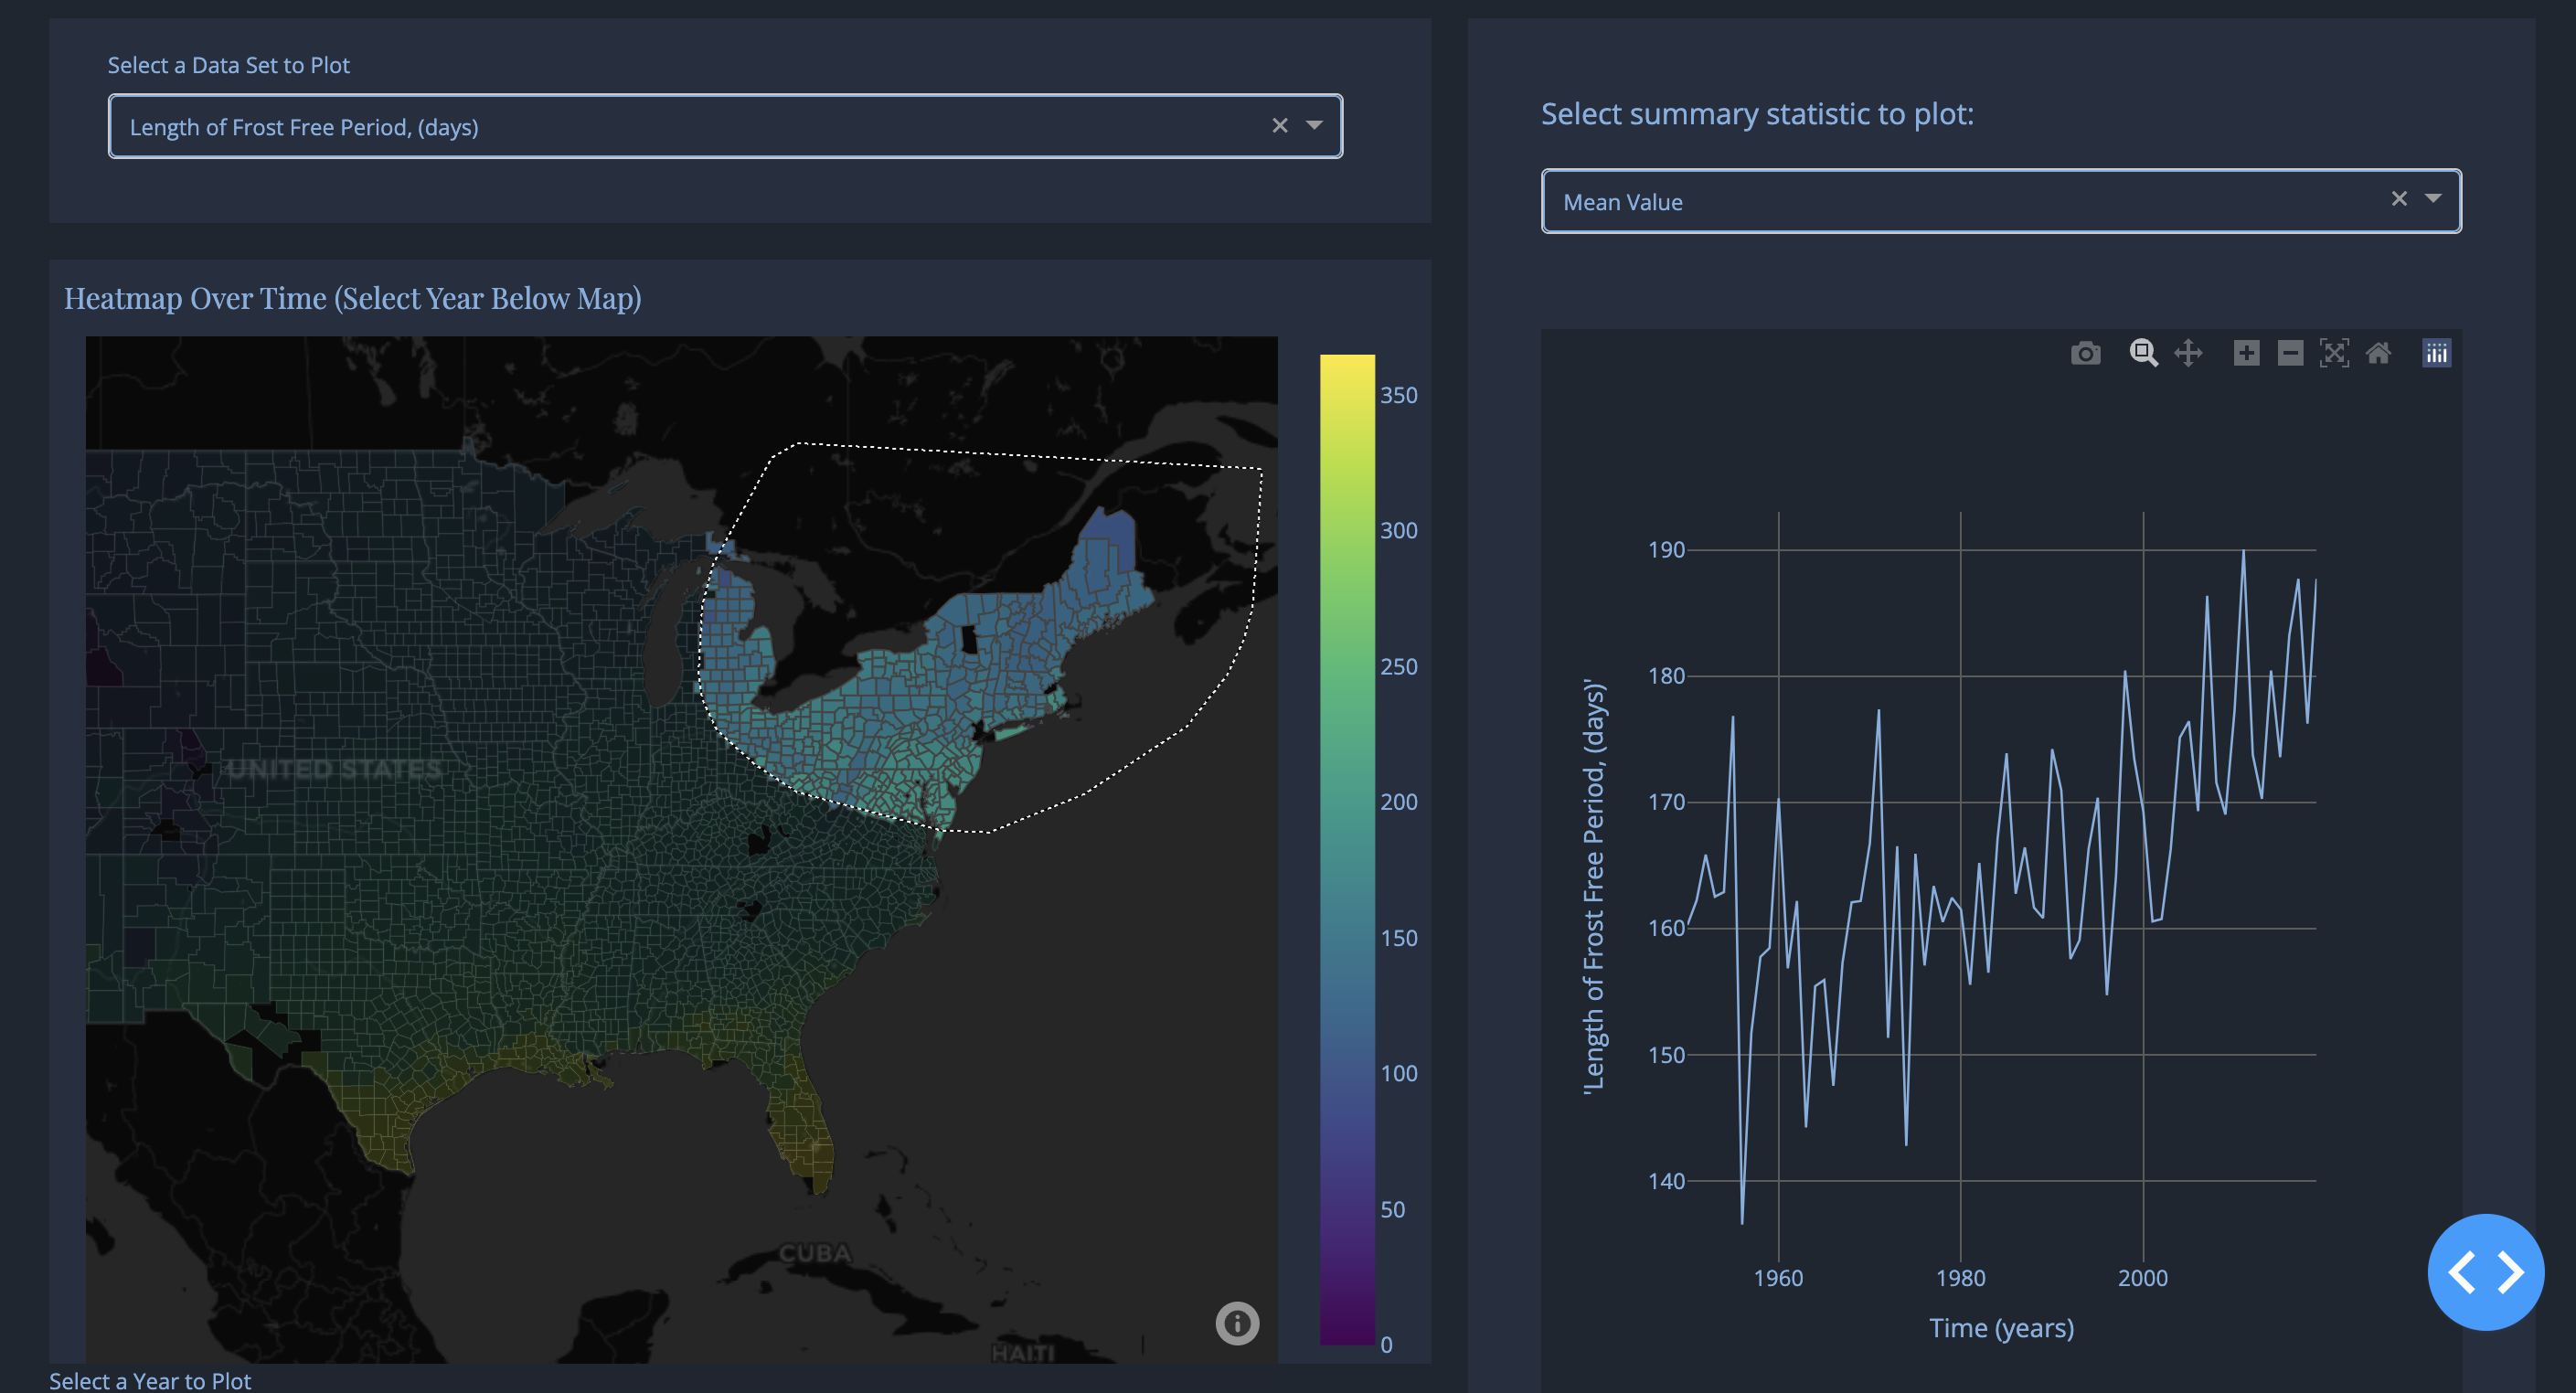 Select a Data Set to Plot
Length of Frost Free Period, (days)
Heatmap Over Time (Select Year Below Map)
UNITED STATES
CUBA
HAITI
350
300
250
200
150
100
50
0
Select a Year to Plot
Select summary statistic to plot:
Mean Value
190
180
170
160
150
140
'Length of Frost Free Period, (days)'
1960
1980
2000
Time (years)